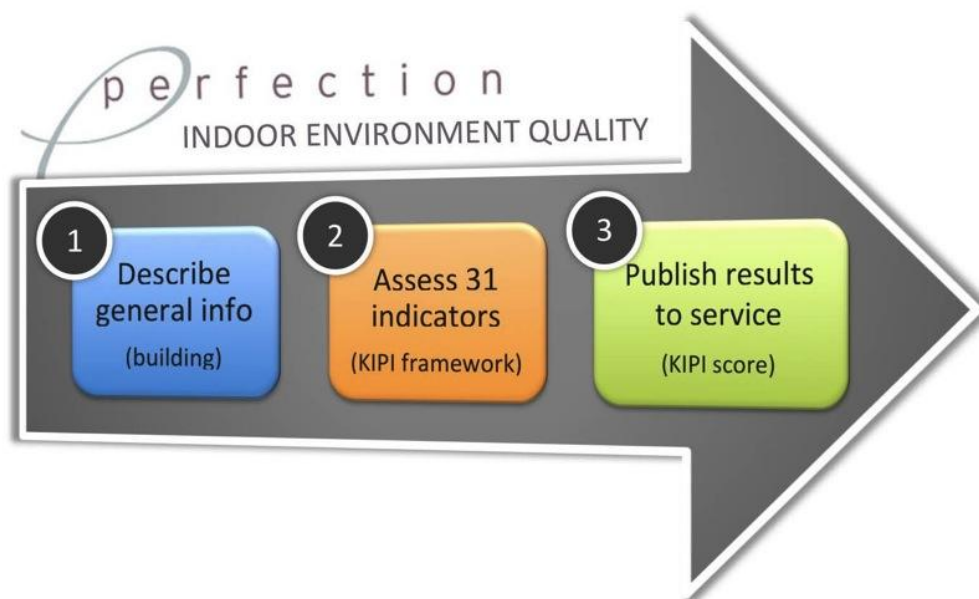 perfection
INDOOR ENVIRONMENT QUALITY
1
Describe
general info
(building)
2
Assess 31
indicators
(KIPI framework)
3
Publish results
to service
(KIPI score)